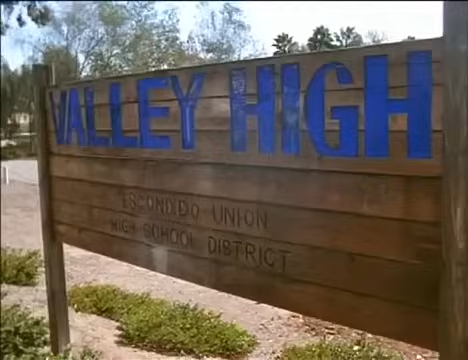 VALLEY HIGH
ESCONDIDO UNION
HIGH SCHOOL DISTRICT